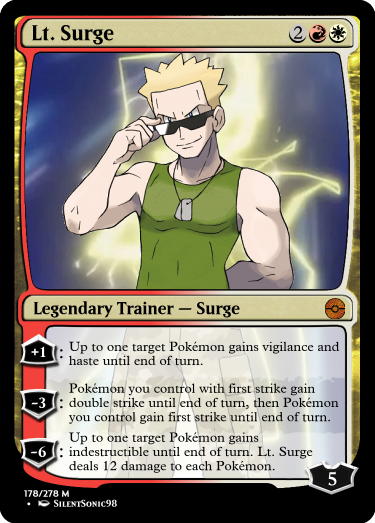 Lt. Surge 2
Legendary Trainer — Surge
+1: Up to one target Pokémon gains vigilance and
haste until end of turn.
Pokémon you control with first strike gain
-3: double strike until end of turn, then Pokémon
you control gain first strike until end of turn.
Up to one target Pokémon gains
-6: indestructible until end of turn. Lt. Surge
deals 12 damage to each Pokémon.
5
178/278 M
• SilentSonic98